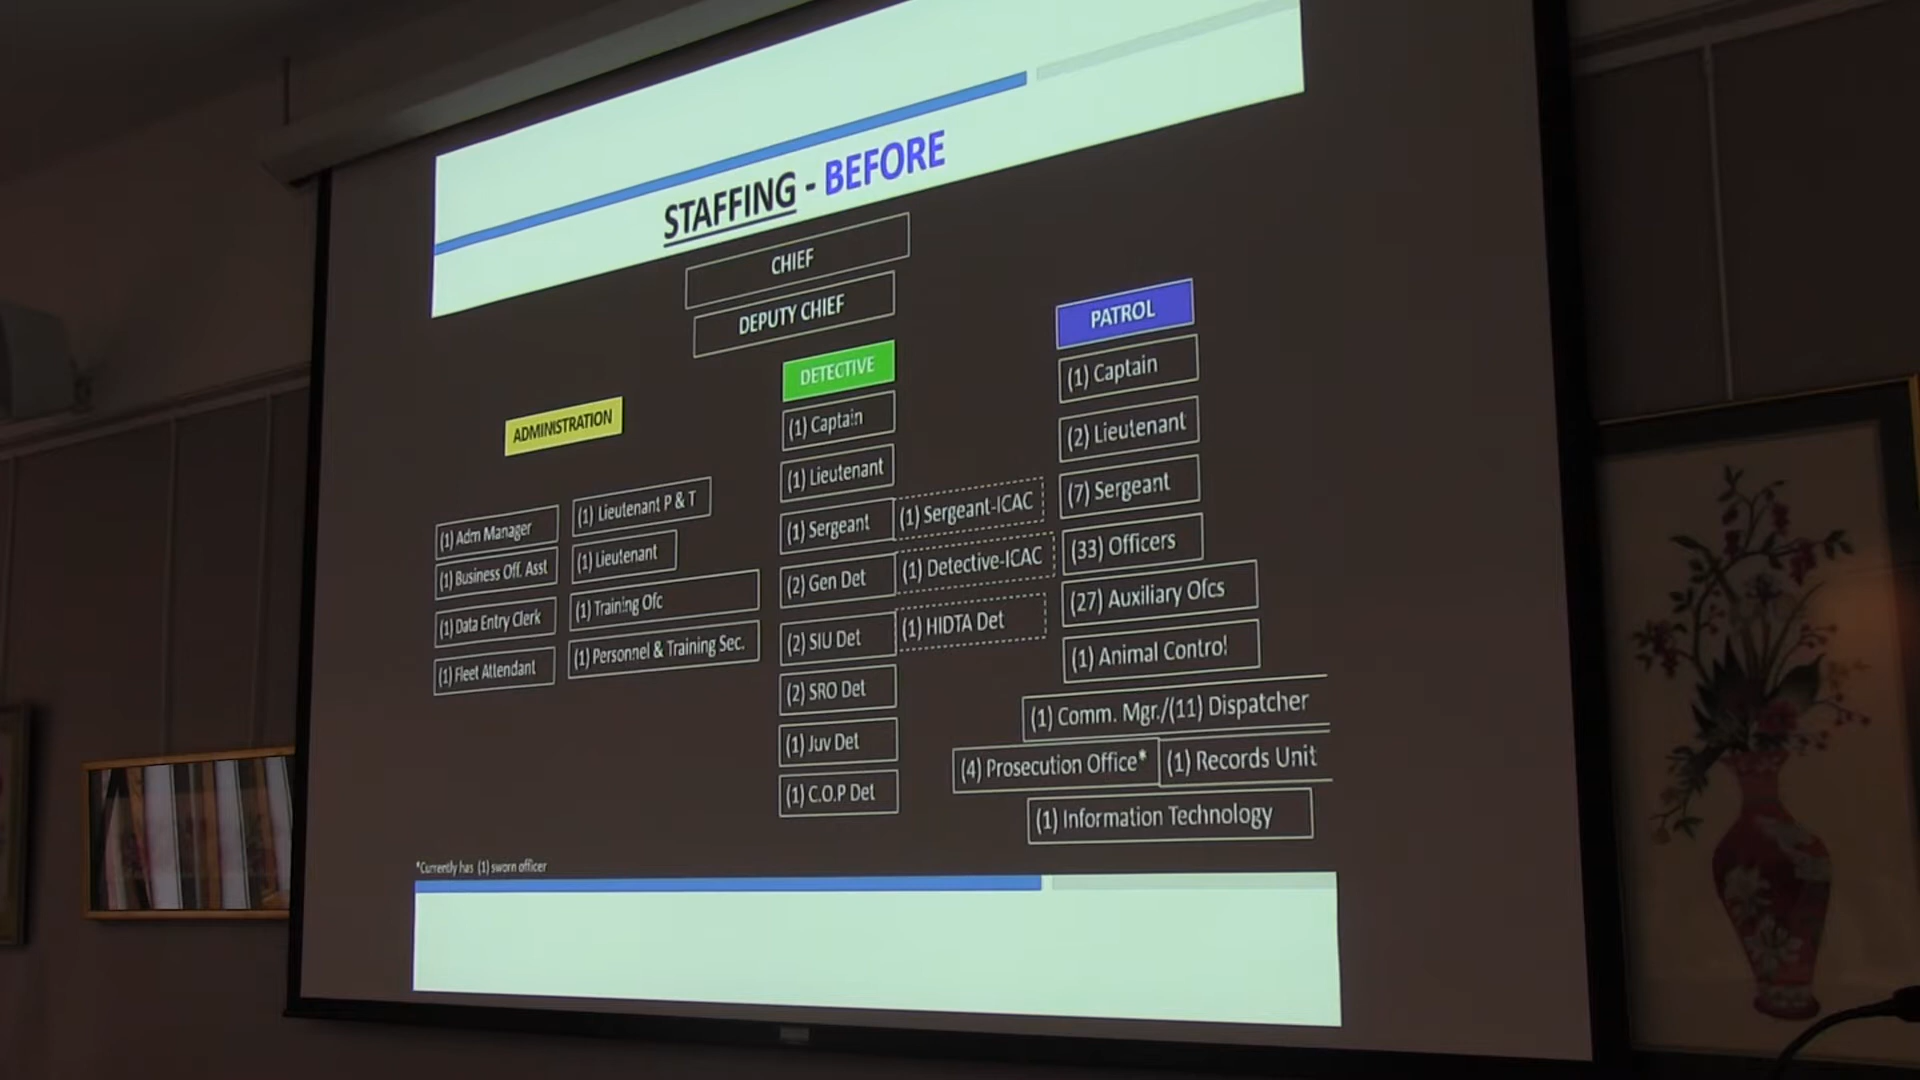 STAFFING - BEFORE
CHIEF
DEPUTY CHIEF
ADMINISTRATION
(1) Adm Manager
(1) Business Off. Asst
(1) Data Entry Clerk
(1) Fleet Attendant
(1) Lieutenant P & T
(1) Lieutenant
(1) Training Ofc
(1) Personnel & Training Sec.
DETECTIVE
(1) Captain
(1) Lieutenant
(1) Sergeant
(2) Gen Det
(2) SIU Det
(2) SRO Det
(1) Juv Det
(1) C.O.P Det
(1) Sergeant-ICAC
(1) Detective-ICAC
(1) HIDTA Det
PATROL
(1) Captain
(2) Lieutenant
(7) Sergeant
(33) Officers
(27) Auxiliary Ofcs
(1) Animal Control
(1) Comm. Mgr./(11) Dispatcher
(4) Prosecution Office*
(1) Records Unit
(1) Information Technology
*Currently has (1) sworn officer